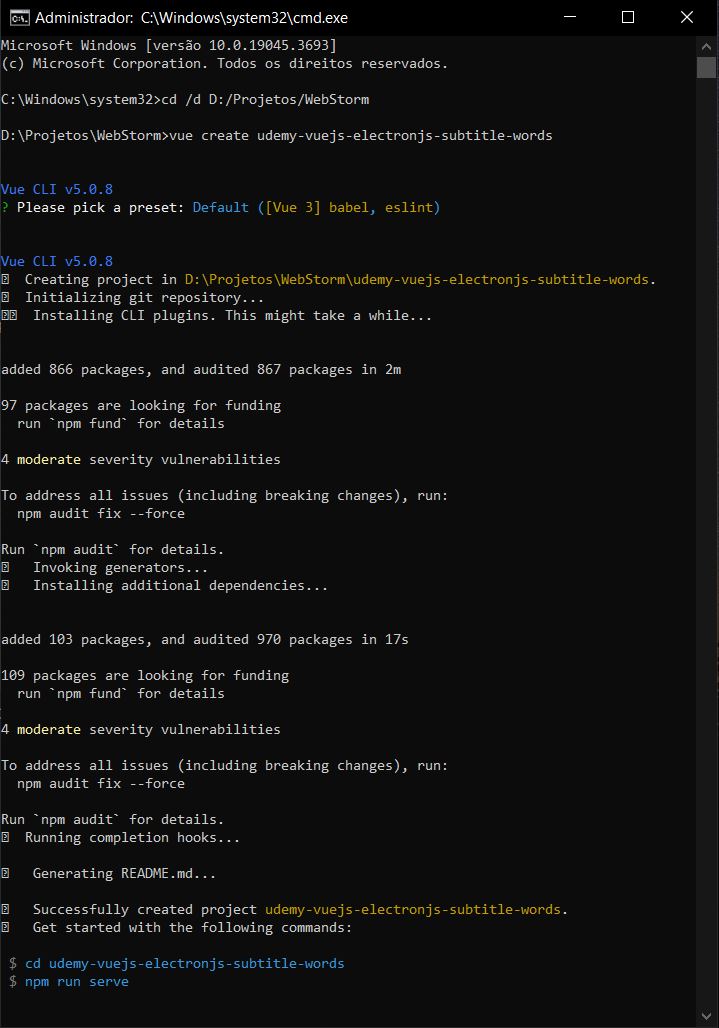 Administrador: C:\Windows\system32\cmd.exe
Microsoft Windows [versão 10.0.19045.3693]
(c) Microsoft Corporation. Todos os direitos reservados.
C:\Windows\system32>cd /d D:/Projetos/WebStorm
D:\Projetos\WebStorm>vue create udemy-vuejs-electronjs-subtitle-words
Vue CLI v5.0.8
? Please pick a preset: Default ([Vue 3] babel, eslint)
Vue CLI v5.0.8
Creating project in D:\Projetos\WebStorm\udemy-vuejs-electronjs-subtitle-words.
Initializing git repository...
Installing CLI plugins. This might take a while...
added 866 packages, and audited 867 packages in 2m
97 packages are looking for funding
run `npm fund` for details
4 moderate severity vulnerabilities
To address all issues (including breaking changes), run:
npm audit fix --force
Run `npm audit` for details.
Invoking generators...
Installing additional dependencies...
added 103 packages, and audited 970 packages in 17s
109 packages are looking for funding
run `npm fund` for details
4 moderate severity vulnerabilities
To address all issues (including breaking changes), run:
npm audit fix --force
Run `npm audit` for details.
Running completion hooks...
Generating README.md...
Successfully created project udemy-vuejs-electronjs-subtitle-words.
Get started with the following commands:
$ cd udemy-vuejs-electronjs-subtitle-words
$ npm run serve